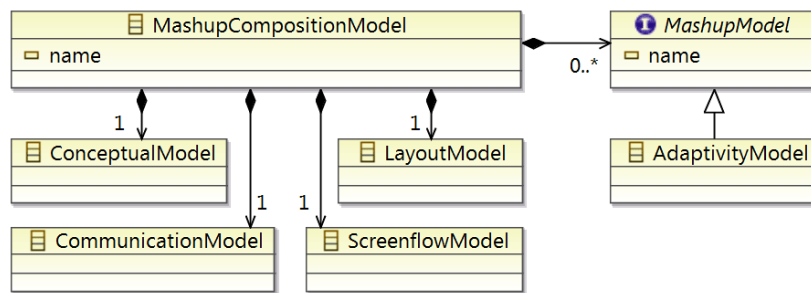 MashupCompositionModel
name
I MashupModel
name
0..*
1
1
ConceptualModel
LayoutModel
AdaptivityModel
1
1
CommunicationModel
ScreenflowModel